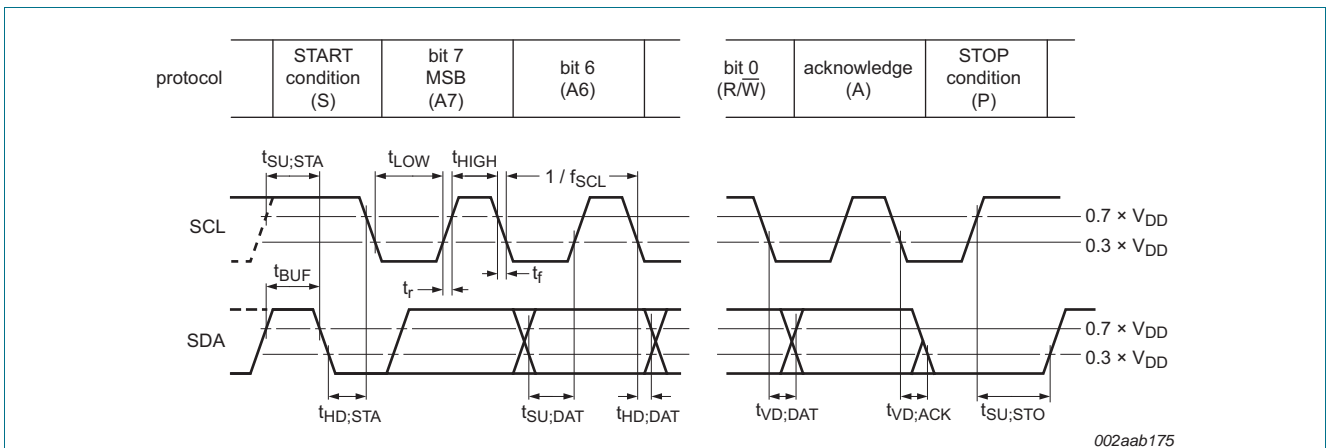 protocol
START
condition
(S)
bit 7
MSB
(A7)
bit 6
(A6)
bit 0
(R/W̅)
acknowledge
(A)
STOP
condition
(P)
tSU;STA
tLOW
tHIGH
1 / fSCL
SCL
0.7 × VDD
0.3 × VDD
tBUF
tr
tf
SDA
0.7 × VDD
0.3 × VDD
tHD;STA
tSU;DAT
tHD;DAT
tVD;DAT
tVD;ACK
tSU;STO
002aab175